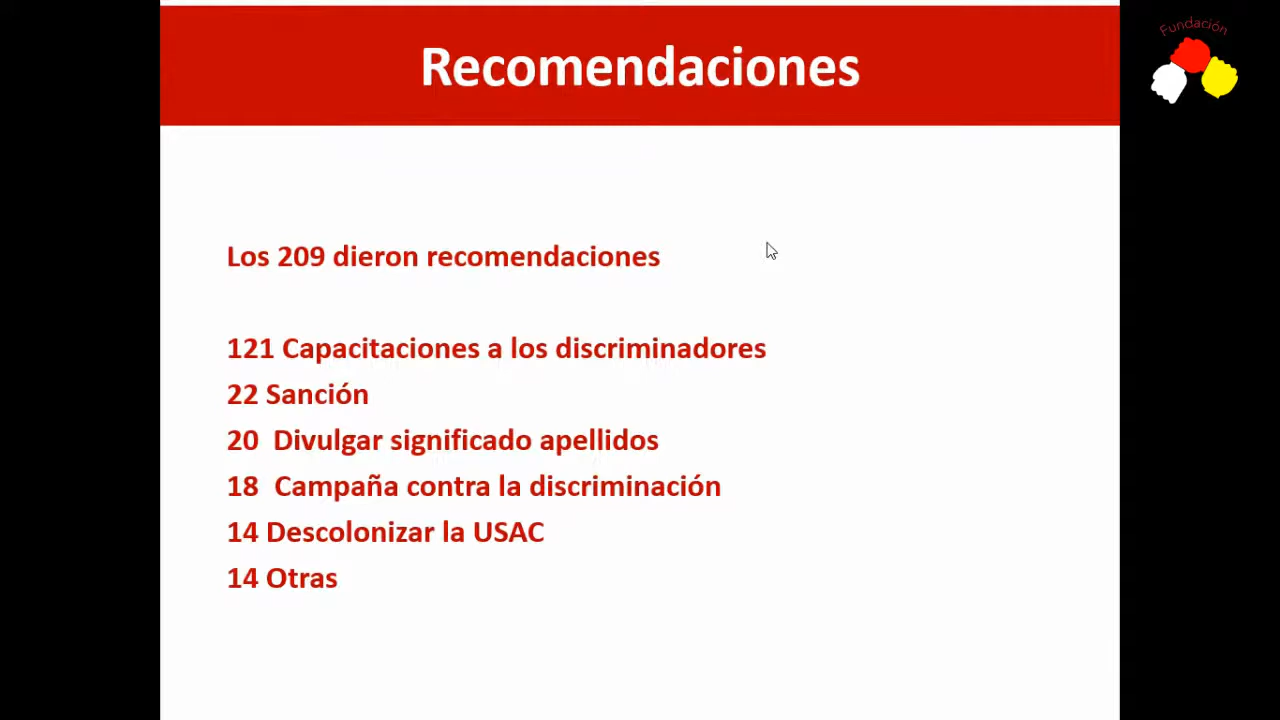 Recomendaciones
Fundación
Los 209 dieron recomendaciones
121 Capacitaciones a los discriminadores
22 Sanción
20 Divulgar significado apellidos
18 Campaña contra la discriminación
14 Descolonizar la USAC
14 Otras